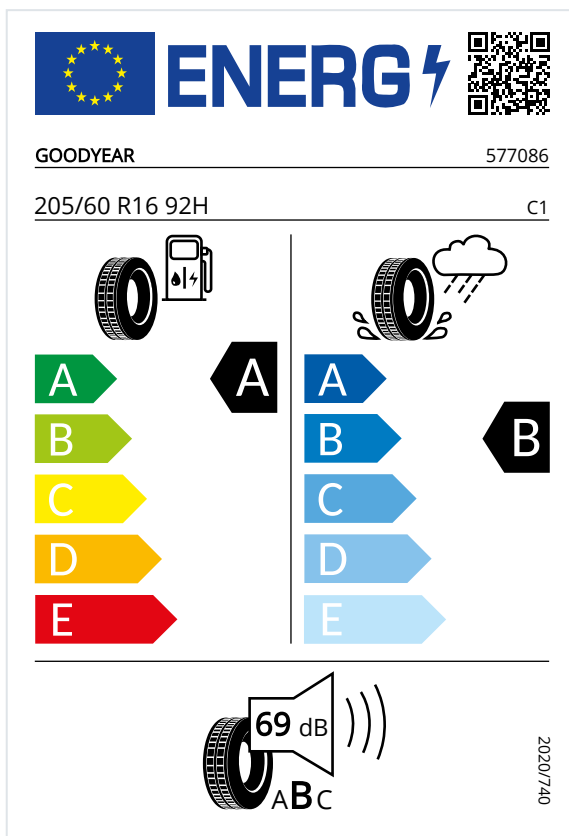 ENERG
GOODYEAR 577086
205/60 R16 92H C1
A A A
B B B
C C
D D
E E
69 dB
ABC
2020/740